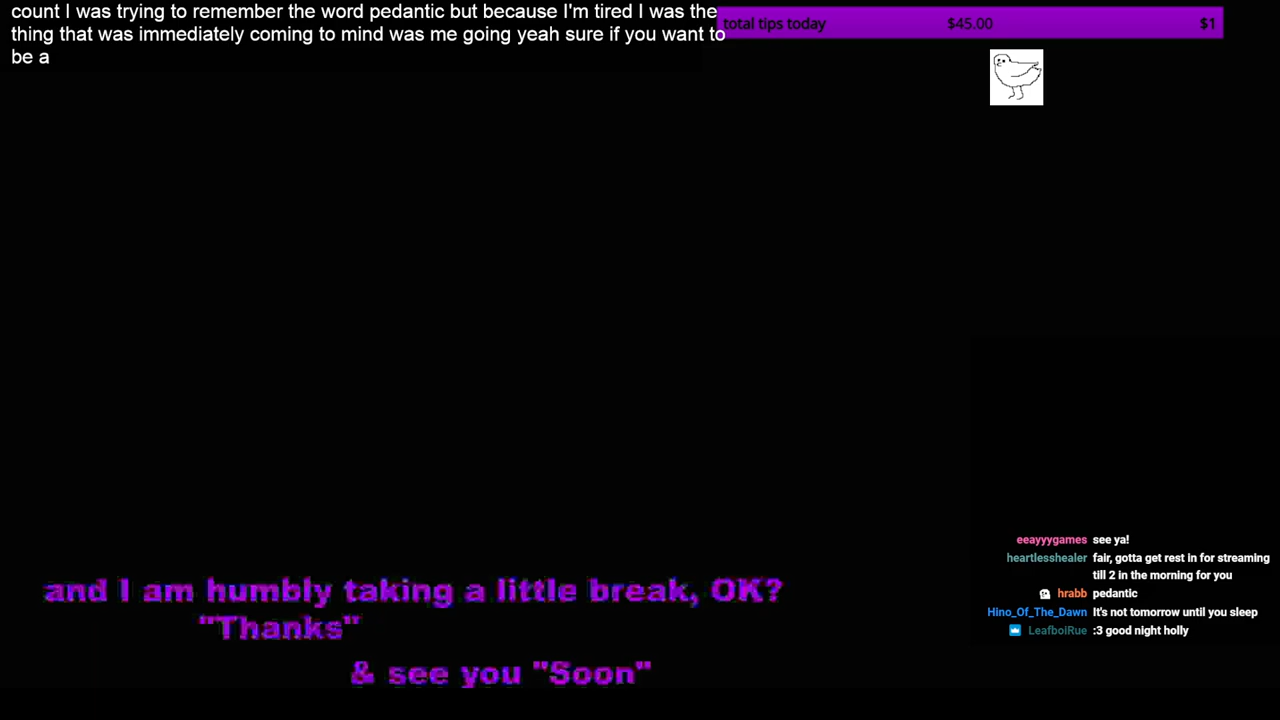 count I was trying to remember the word pedantic but because I'm tired I was the
thing that was immediately coming to mind was me going yeah sure if you want to
be a
total tips today $45.00 $1
eeayyygames see ya!
heartlesshealer fair, gotta get rest in for streaming
till 2 in the morning for you
hrabb pedantic
Hino_Of_The_Dawn It's not tomorrow until you sleep
LeafboiRue :3 good night holly
and I am humbly taking a little break, OK?
"Thanks"
& see you "Soon"